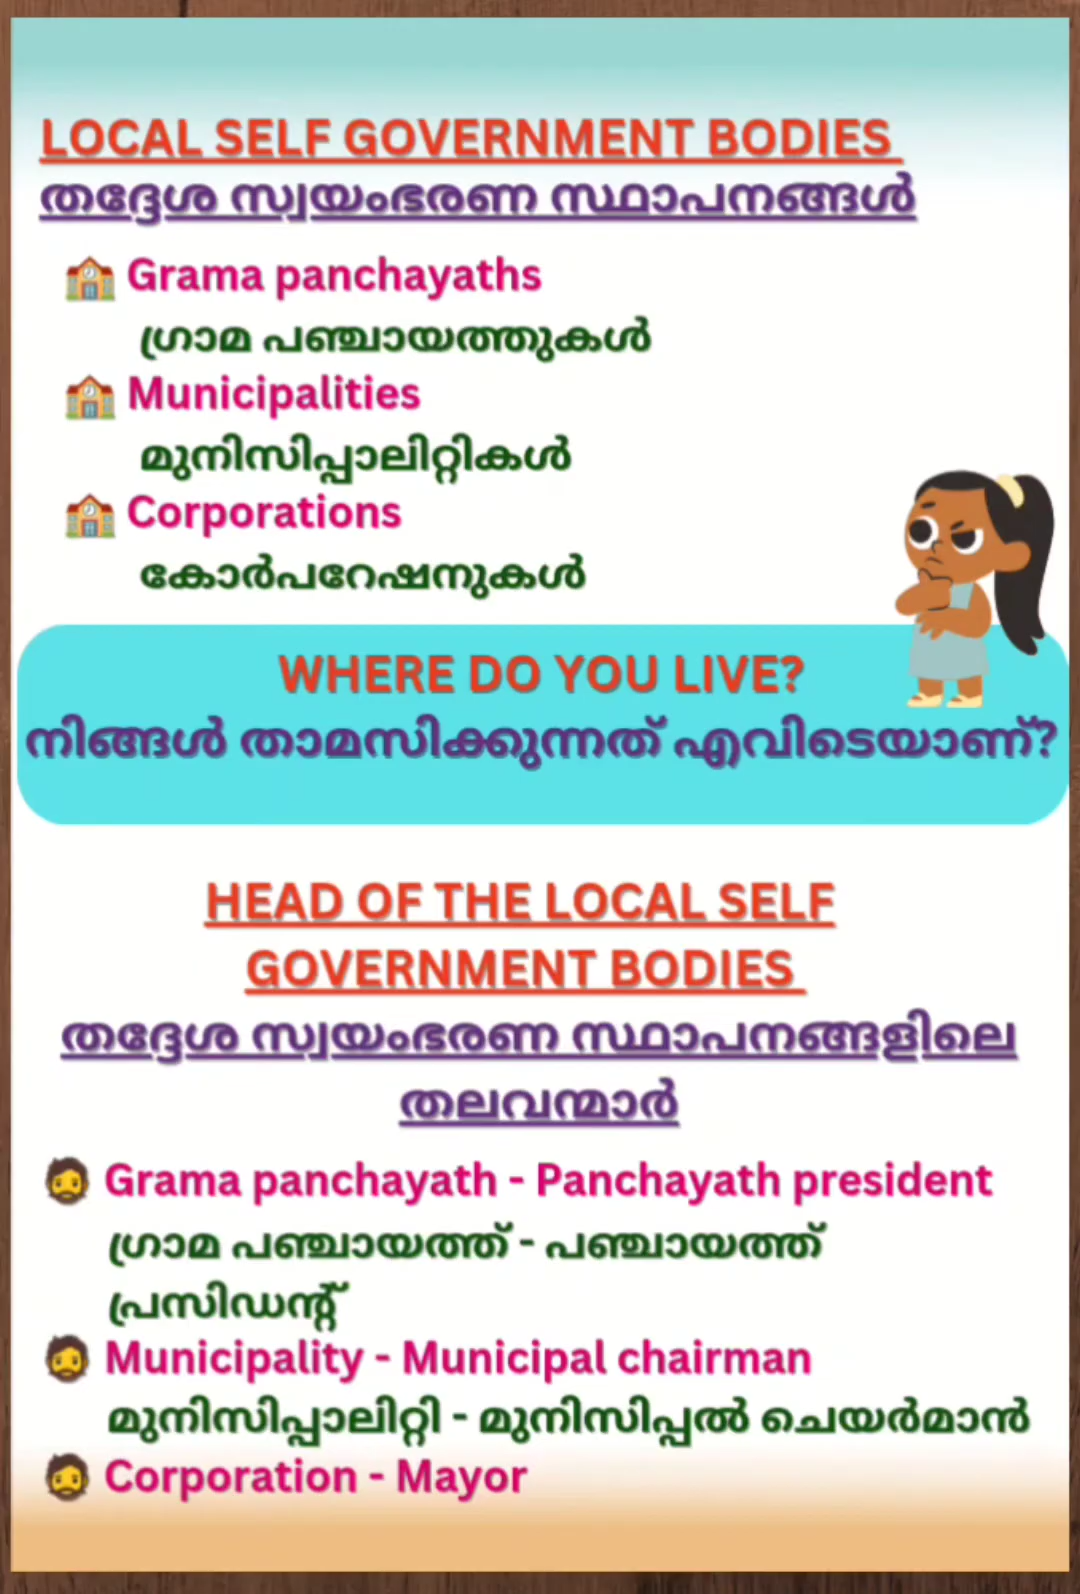 LOCAL SELF GOVERNMENT BODIES
തദ്ദേശ സ്വയംഭരണ സ്ഥാപനങ്ങൾ
Grama panchayaths
ഗ്രാമ പഞ്ചായത്തുകൾ
Municipalities
മുനിസിപ്പാലിറ്റികൾ
Corporations
കോർപറേഷനുകൾ
WHERE DO YOU LIVE?
നിങ്ങൾ താമസിക്കുന്നത് എവിടെയാണ്?
HEAD OF THE LOCAL SELF
GOVERNMENT BODIES
തദ്ദേശ സ്വയംഭരണ സ്ഥാപനങ്ങളിലെ
തലവന്മാർ
Grama panchayath - Panchayath president
ഗ്രാമ പഞ്ചായത്ത് - പഞ്ചായത്ത്
പ്രസിഡന്റ്
Municipality - Municipal chairman
മുനിസിപ്പാലിറ്റി - മുനിസിപ്പൽ ചെയർമാൻ
Corporation - Mayor